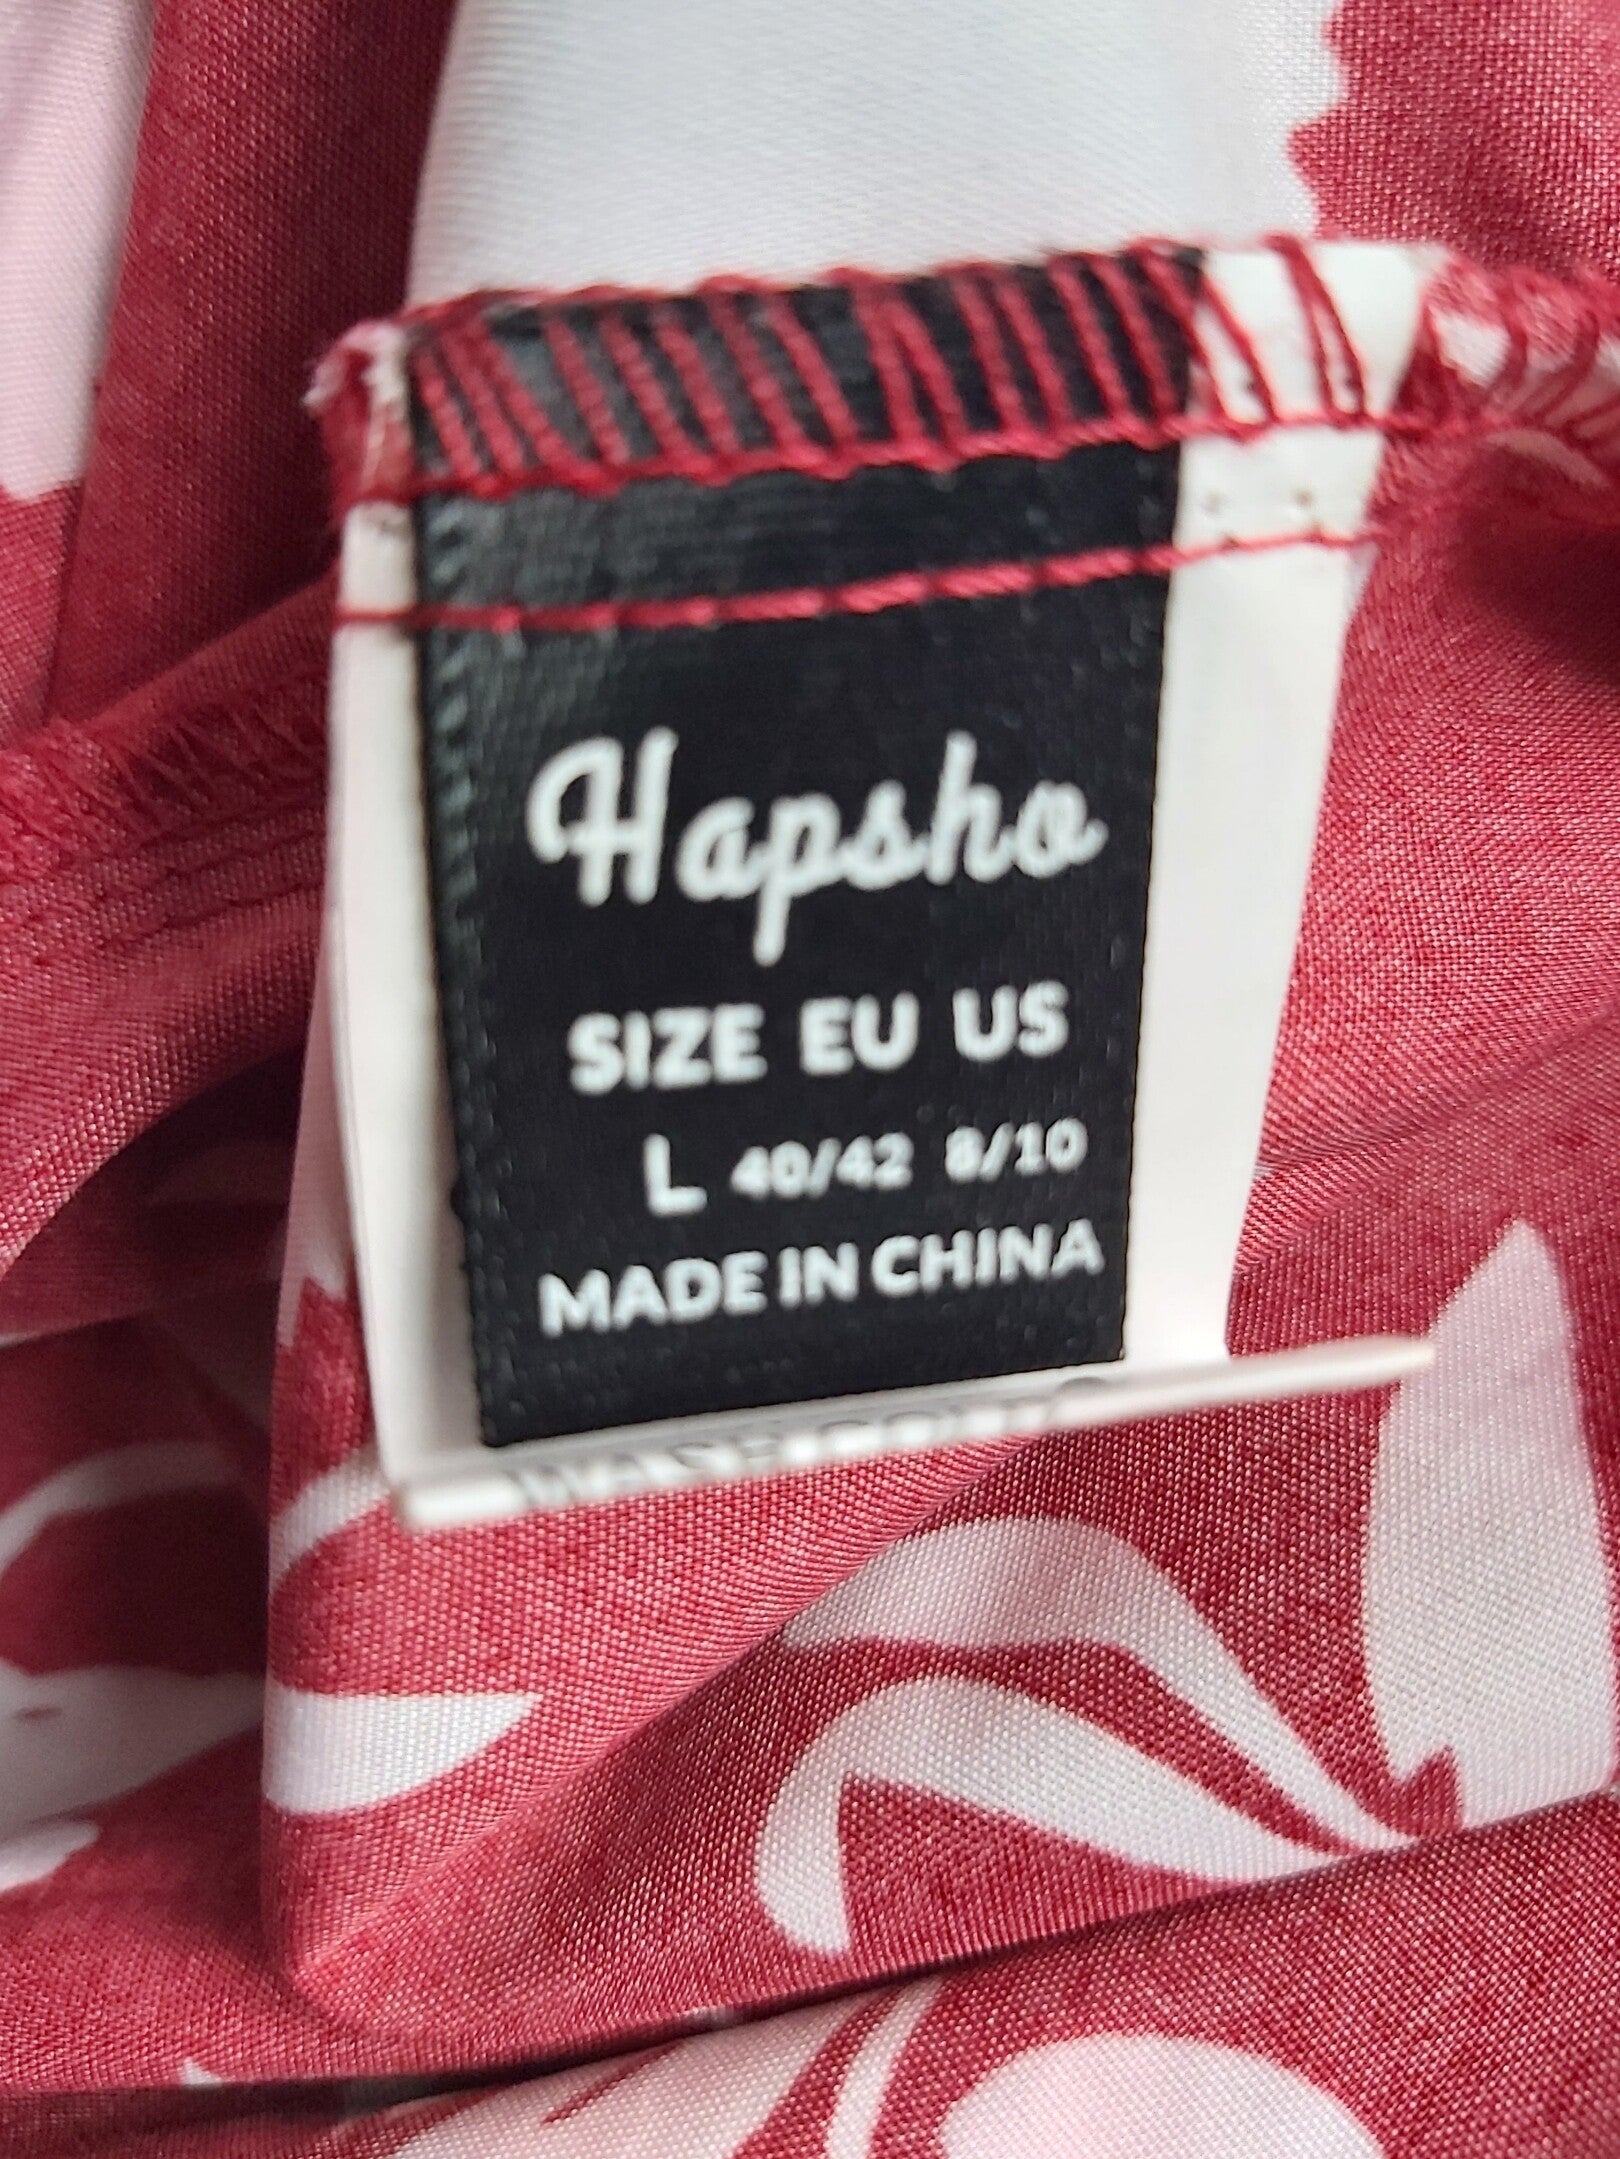 Hapsho
SIZE EU US
L 40/42 8/10
MADE IN CHINA